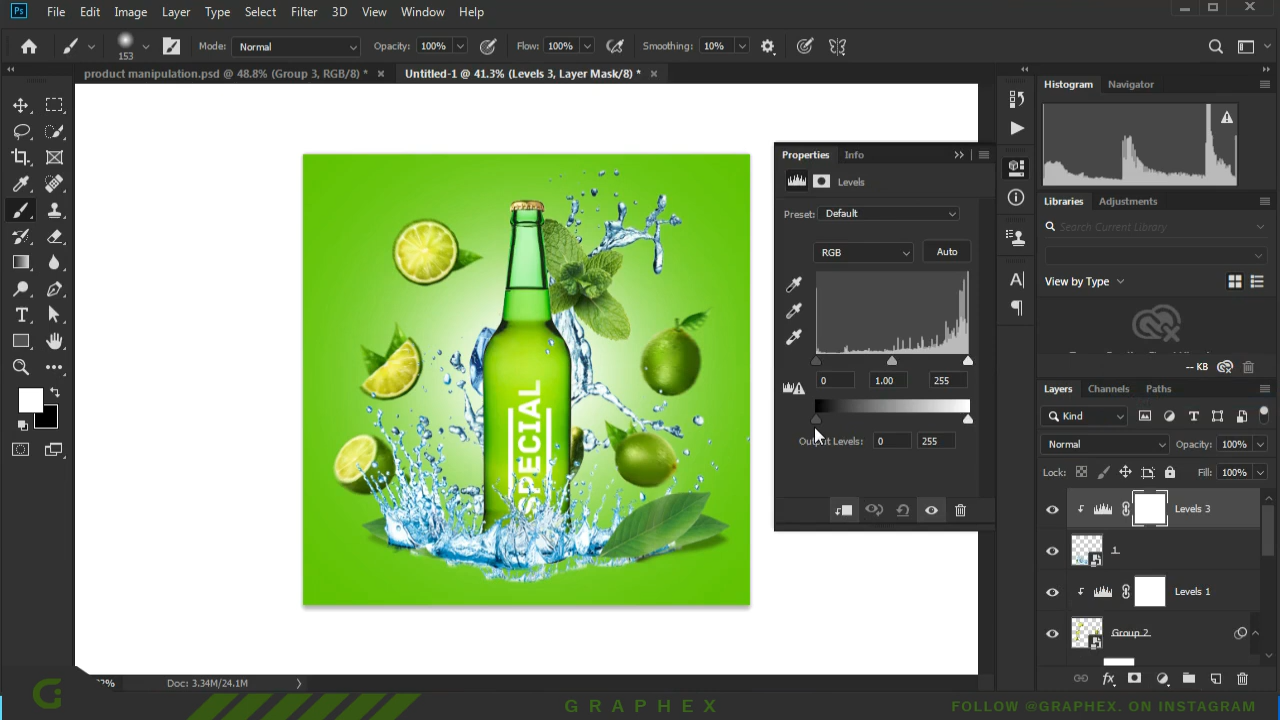 Ps File Edit Image Layer Type Select Filter 3D View Window Help
153 Mode: Normal Opacity: 100% Flow: 100% Smoothing: 10%
product manipulation.psd @ 48.8% (Group 3, RGB/8) * × Untitled-1 @ 41.3% (Levels 3, Layer Mask/8) * ×
Histogram Navigator
Properties Info
Levels
Preset: Default
RGB Auto
0 1.00 255
Output Levels: 0 255
SPECIAL
Libraries Adjustments
Search Current Library
View by Type
-- KB
Layers Channels Paths
Kind
Normal Opacity: 100%
Lock: Fill: 100%
Levels 3
1
Levels 1
Group 2
Doc: 3.34M/24.1M
GRAPHEX
FOLLOW @GRAPHEX. ON INSTAGRAM